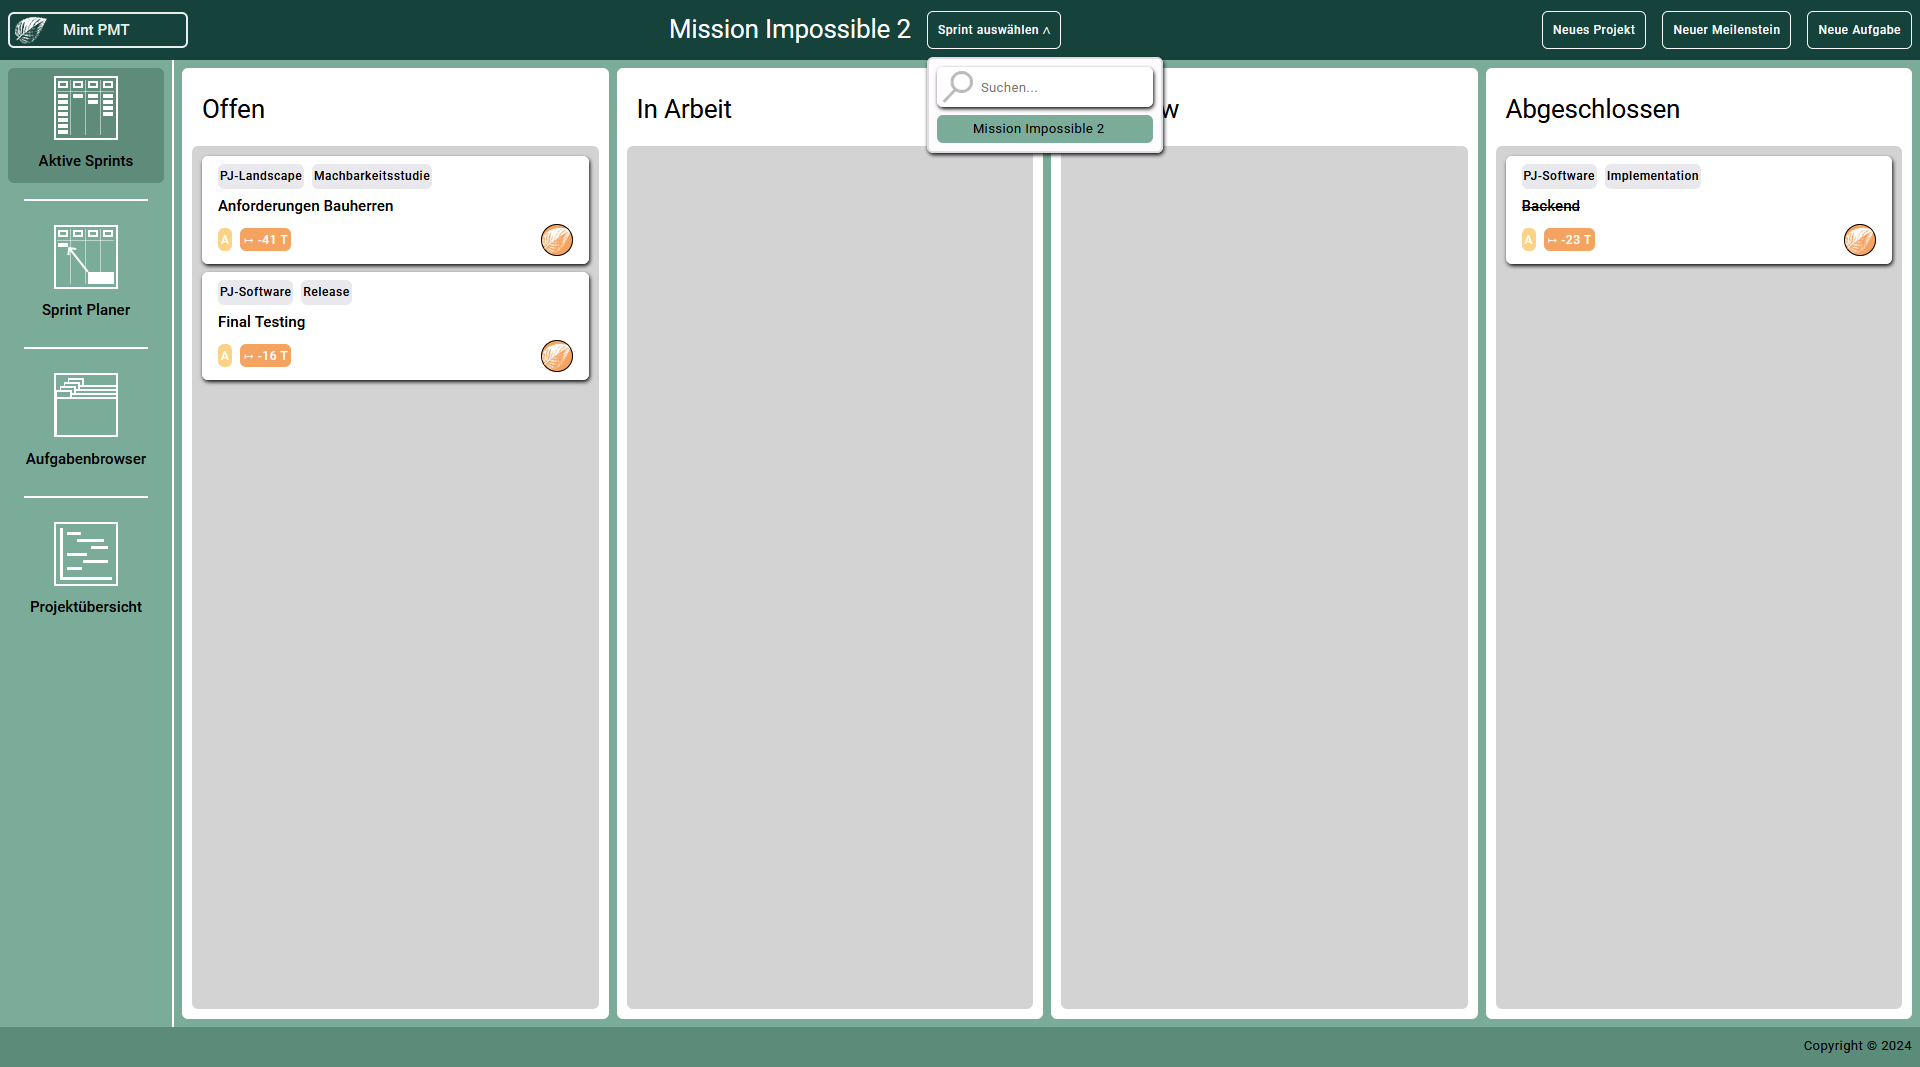 Mint PMT
Mission Impossible 2
Sprint auswählen ∧
Neues Projekt
Neuer Meilenstein
Neue Aufgabe
Suchen...
Mission Impossible 2
Aktive Sprints
Sprint Planer
Aufgabenbrowser
Projektübersicht
Offen
PJ-Landscape Machbarkeitsstudie
Anforderungen Bauherren
A ↦ -41 T
PJ-Software Release
Final Testing
A ↦ -16 T
In Arbeit
w
Abgeschlossen
PJ-Software Implementation
Backend
A ↦ -23 T
Copyright © 2024